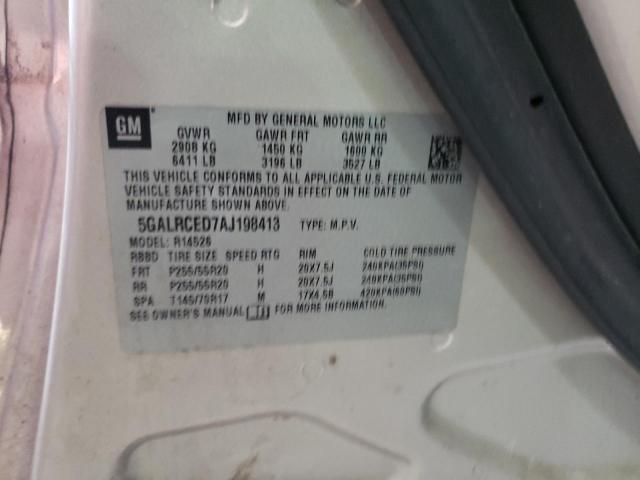 GM
MFD BY GENERAL MOTORS LLC
GVWR GAWR FRT GAWR RR
2908 KG 1450 KG 1600 KG
6411 LB 3196 LB 3527 LB
THIS VEHICLE CONFORMS TO ALL APPLICABLE U.S. FEDERAL MOTOR
VEHICLE SAFETY STANDARDS IN EFFECT ON THE DATE OF
MANUFACTURE SHOWN ABOVE.
5GALRCED7AJ198413 TYPE: M.P.V.
MODEL: R14526
RBBD TIRE SIZE SPEED RTG RIM COLD TIRE PRESSURE
FRT P255/55R20 H 20X7.5J 240KPA(35PSI)
RR P255/55R20 H 20X7.5J 240KPA(35PSI)
SPA T145/70R17 M 17X4.5B 420KPA(60PSI)
SEE OWNER'S MANUAL FOR MORE INFORMATION.